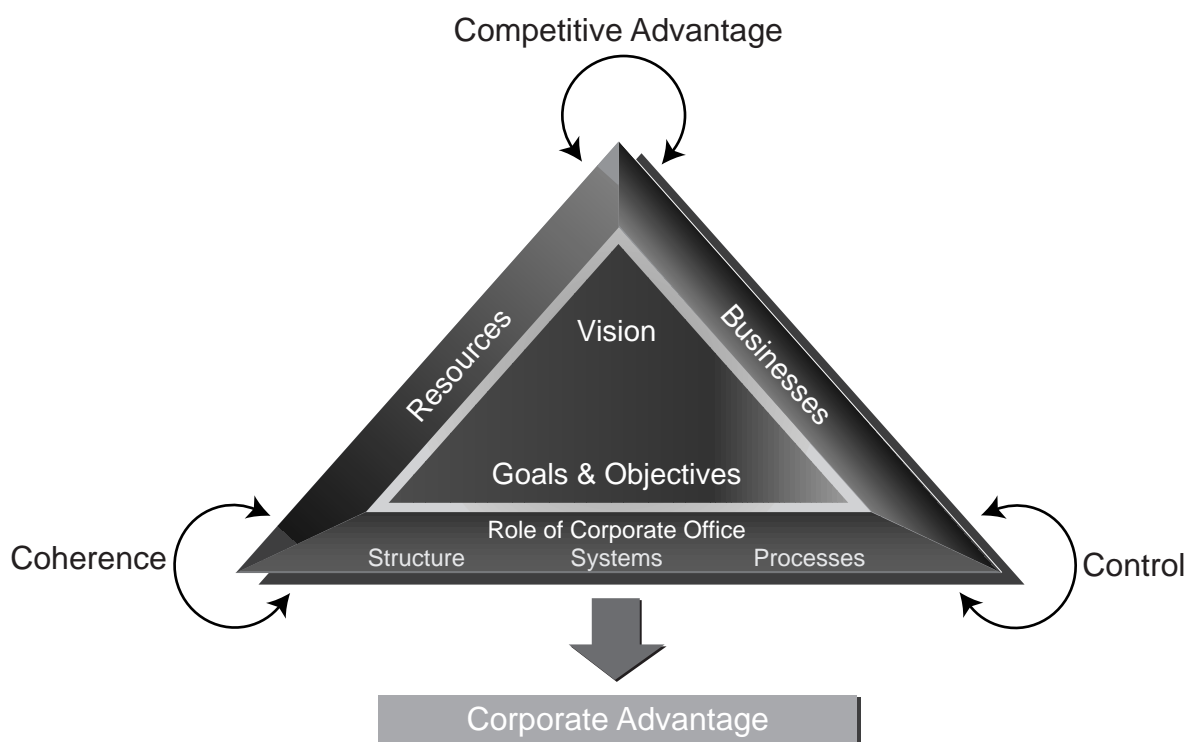 Competitive Advantage
Resources
Businesses
Vision
Goals & Objectives
Role of Corporate Office
Structure Systems Processes
Coherence
Control
Corporate Advantage